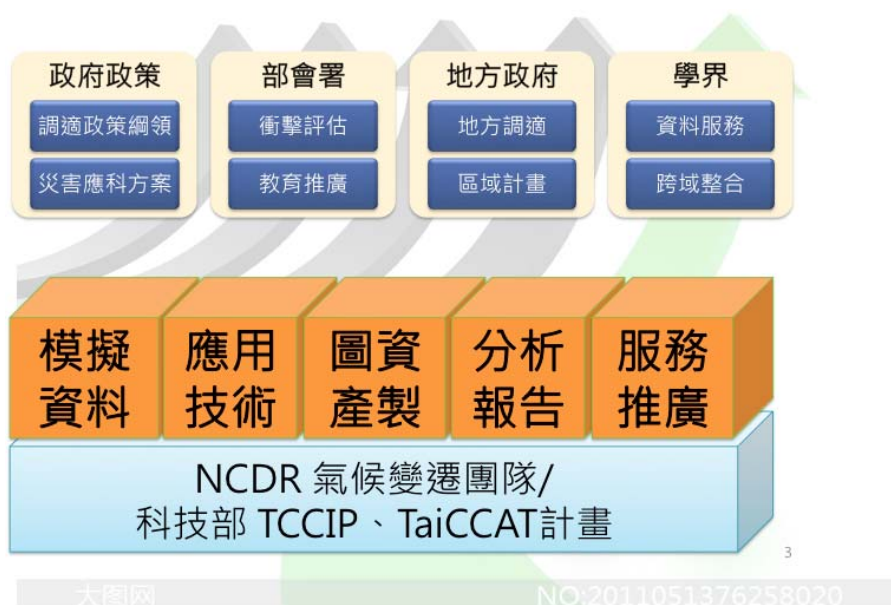 政府政策
調適政策綱領
災害應科方案
部會署
衝擊評估
教育推廣
地方政府
地方調適
區域計畫
學界
資料服務
跨域整合
模擬
資料
應用
技術
圖資
產製
分析
報告
服務
推廣
NCDR 氣候變遷團隊/
科技部 TCCIP、TaiCCAT計畫
3
大图网
NO:2011051376258020